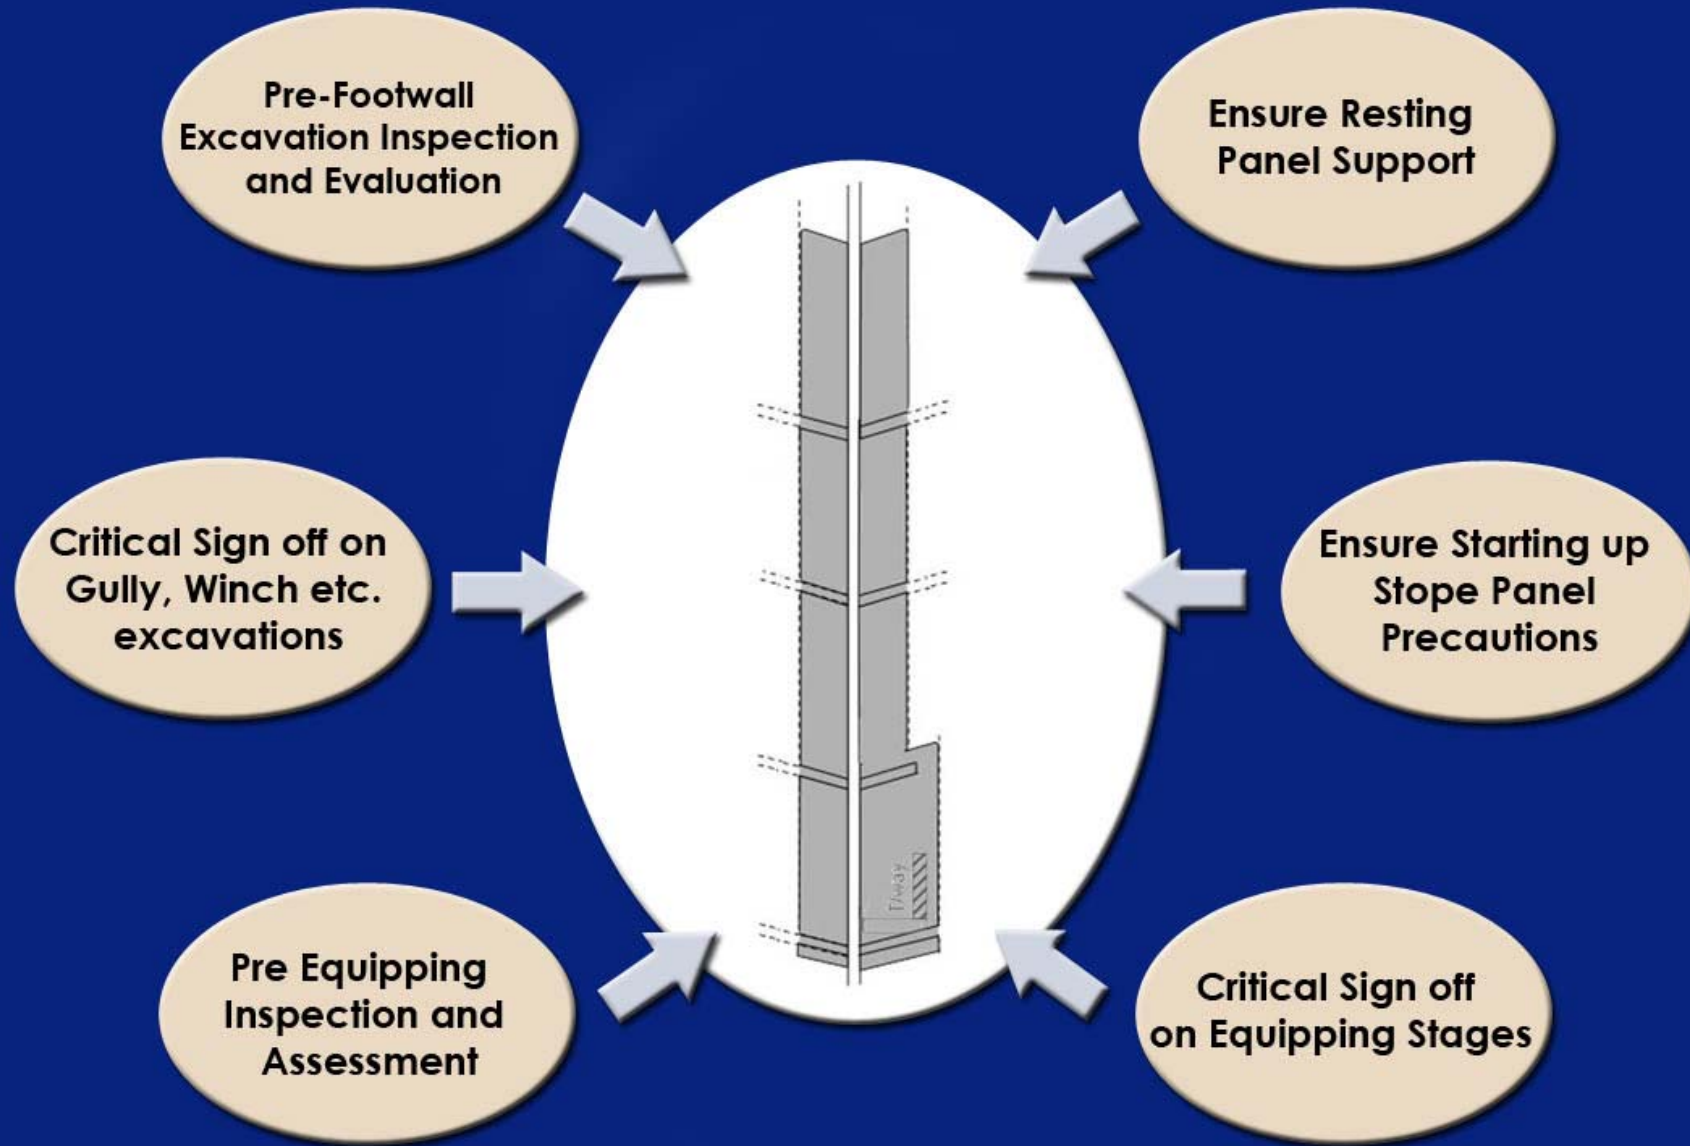 Pre-Footwall
Excavation Inspection
and Evaluation
Ensure Resting
Panel Support
Critical Sign off on
Gully, Winch etc.
excavations
Ensure Starting up
Stope Panel
Precautions
T/way
Pre Equipping
Inspection and
Assessment
Critical Sign off
on Equipping Stages